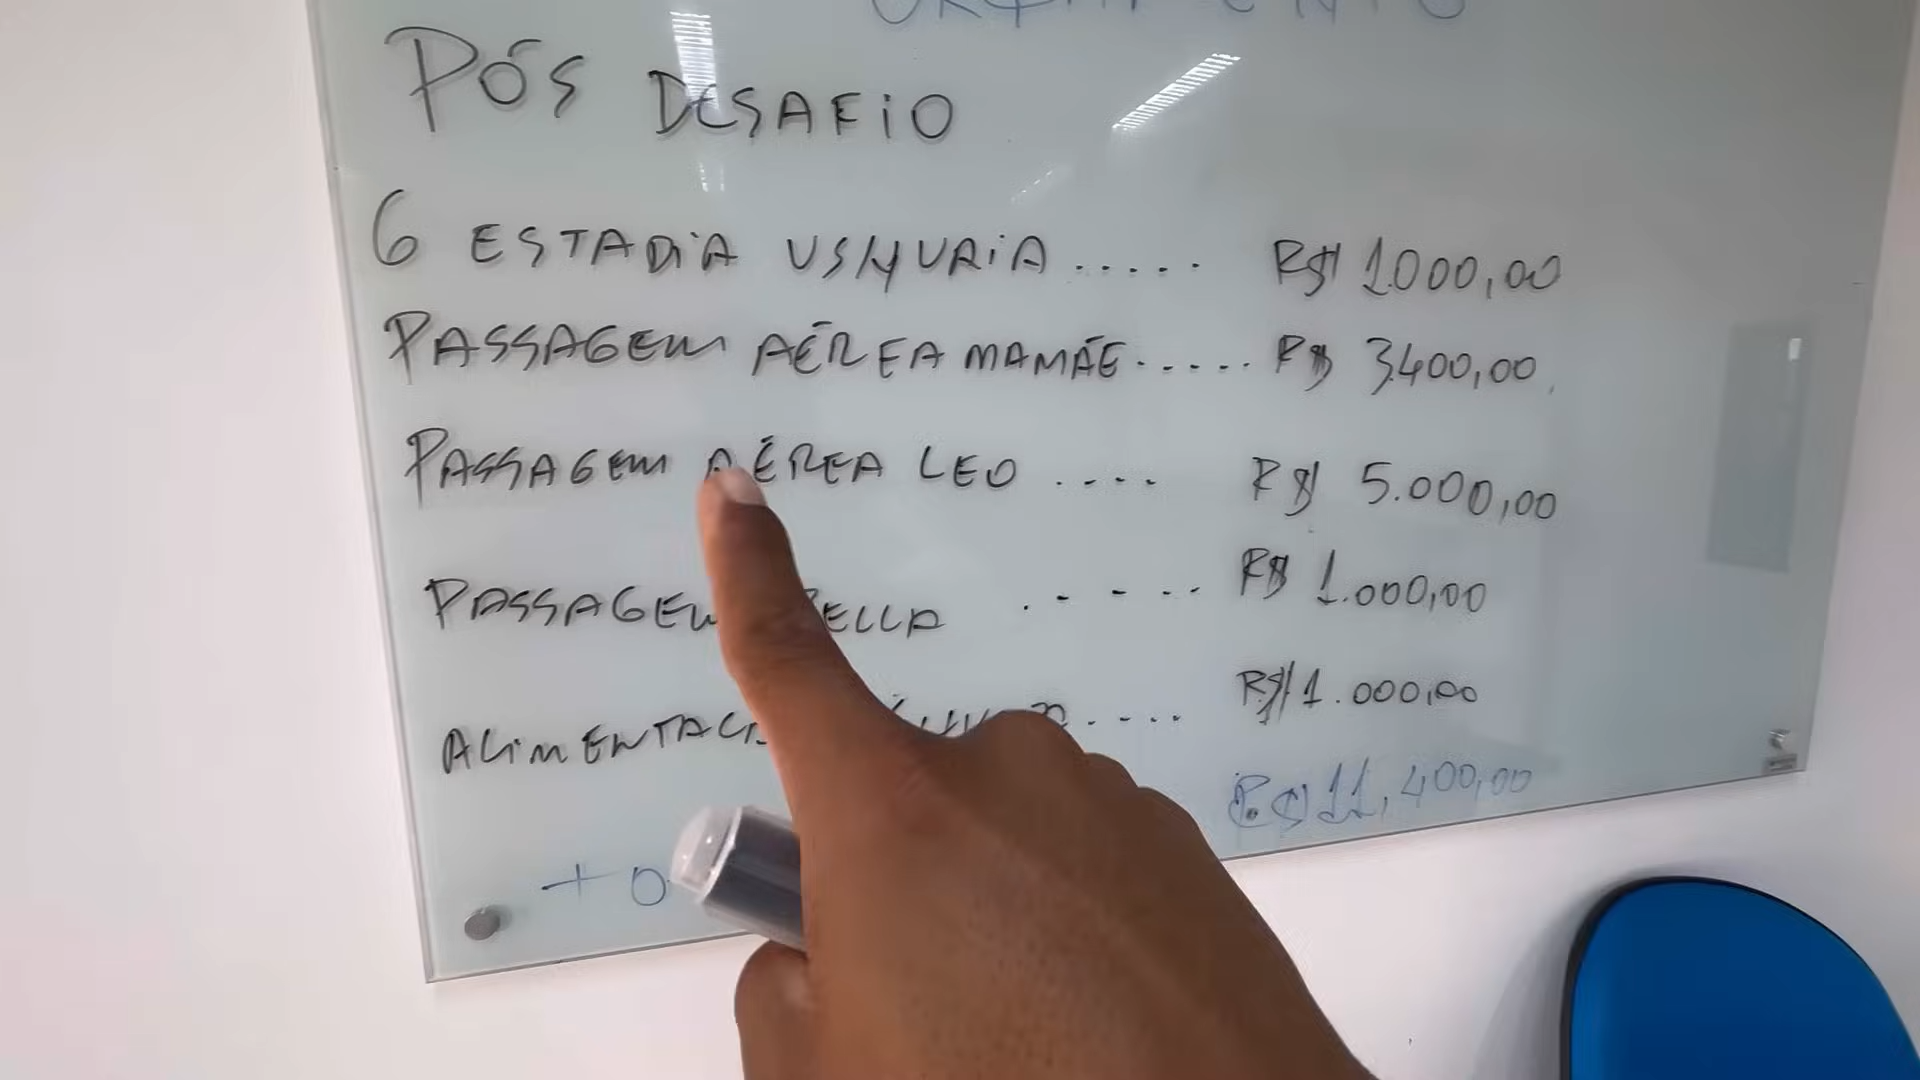 ORÇAMENTO
PÓS DESAFIO
6 ESTADIA USHUAIA ..... R$ 1.000,00
PASSAGEM AÉREA MAMÃE ..... R$ 3.400,00
PASSAGEM AÉREA LEO .... R$ 5.000,00
PASSAGEM ..... R$ 1.000,00
.... R$ 1.000,00
R$ 11,400,00
+